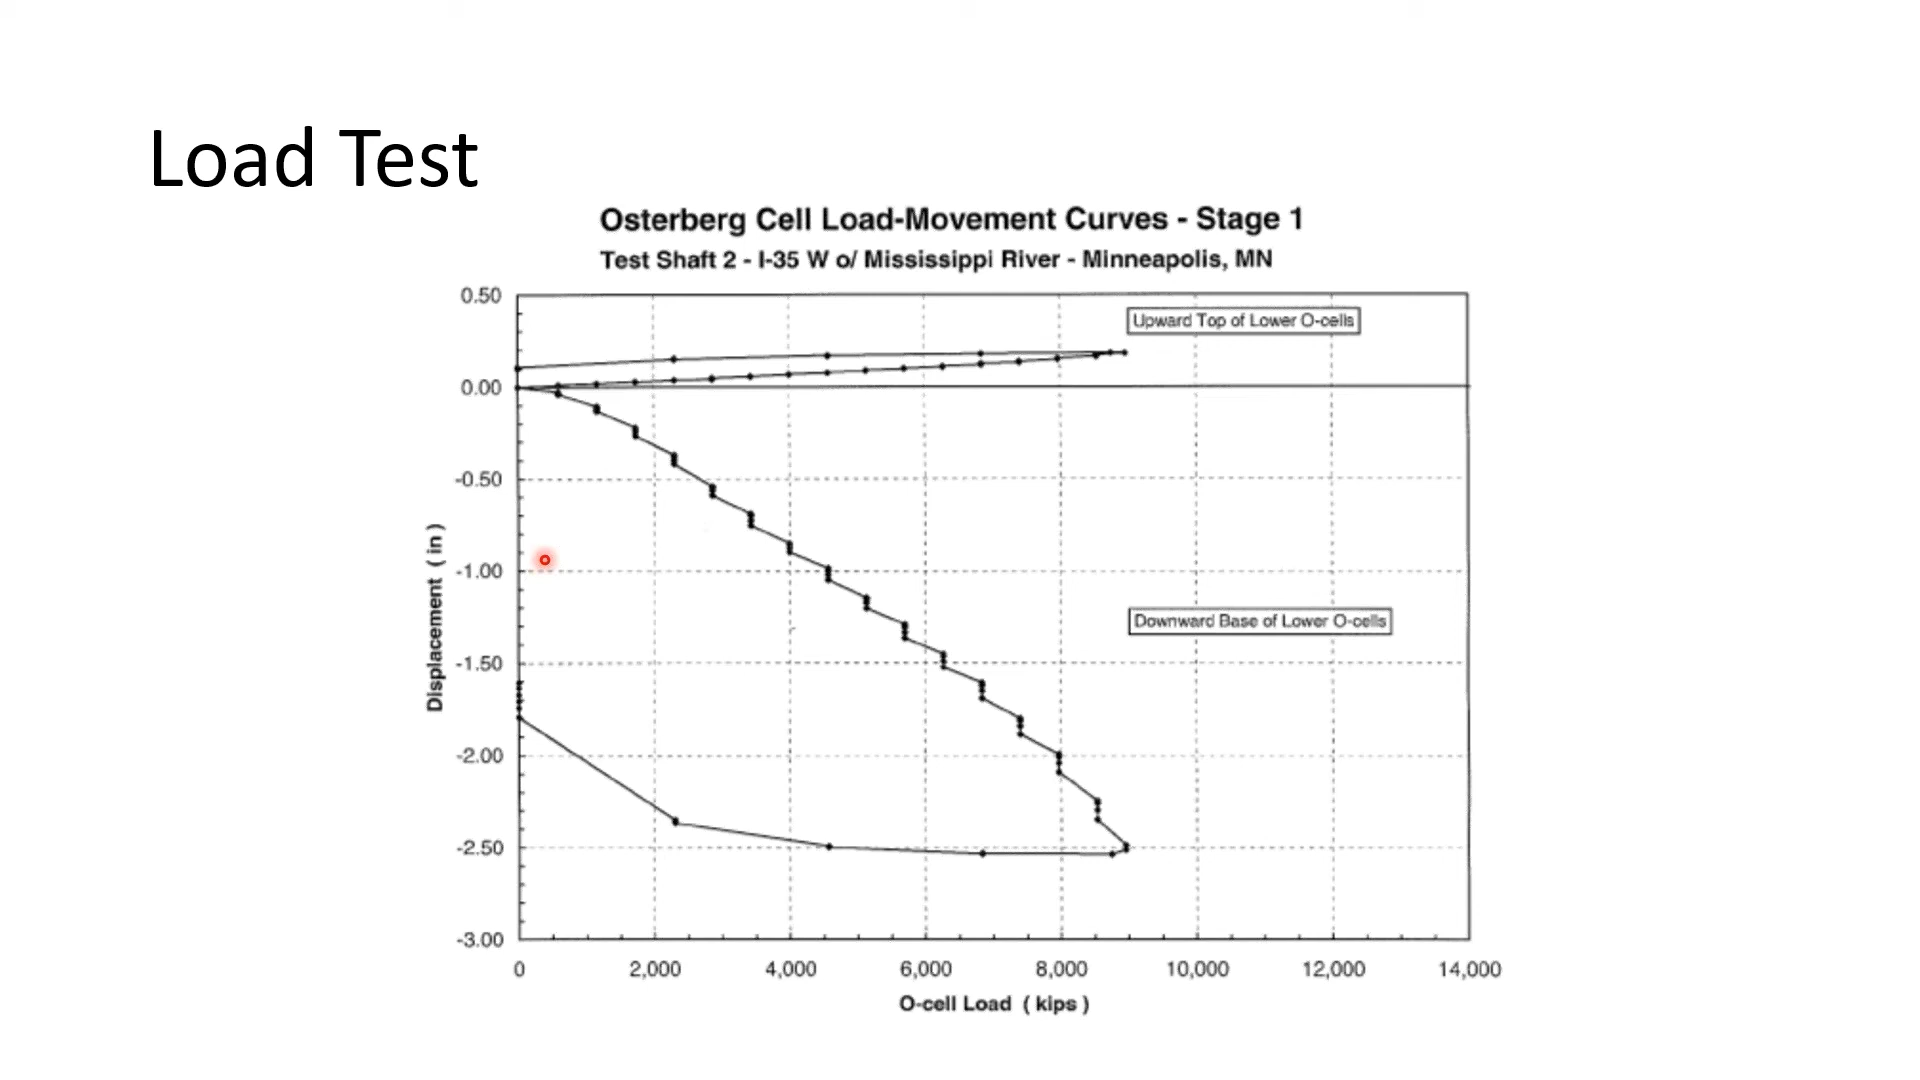 Load Test
Osterberg Cell Load-Movement Curves - Stage 1
Test Shaft 2 - I-35 W o/ Mississippi River - Minneapolis, MN
0.50
0.00
-0.50
-1.00
-1.50
-2.00
-2.50
-3.00
Displacement ( in )
Upward Top of Lower O-cells
Downward Base of Lower O-cells
0 2,000 4,000 6,000 8,000 10,000 12,000 14,000
O-cell Load ( kips )